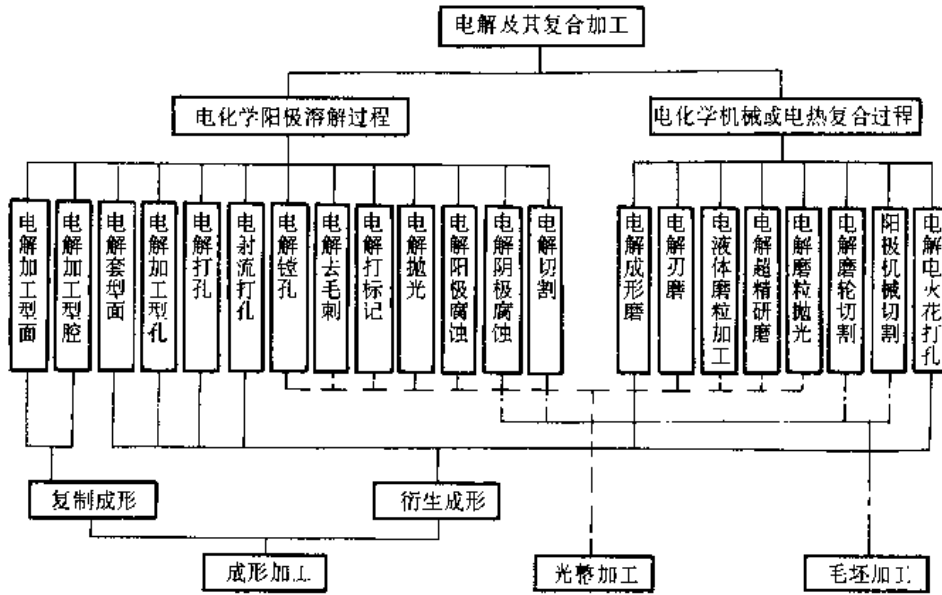 电解及其复合加工
电化学阳极溶解过程
电化学机械或电热复合过程
电解加工型面
电解加工型腔
电解套型面
电解加工型孔
电解打孔
电射流打孔
电解镗孔
电解去毛刺
电解打标记
电解抛光
电解阳极腐蚀
电解阴极腐蚀
电解切割
电解成形磨
电解刃磨
电液体磨粒加工
电解超精研磨
电解磨粒抛光
电解磨轮切割
阳极机械切割
电解电火花打孔
复制成形
衍生成形
成形加工
光整加工
毛坯加工